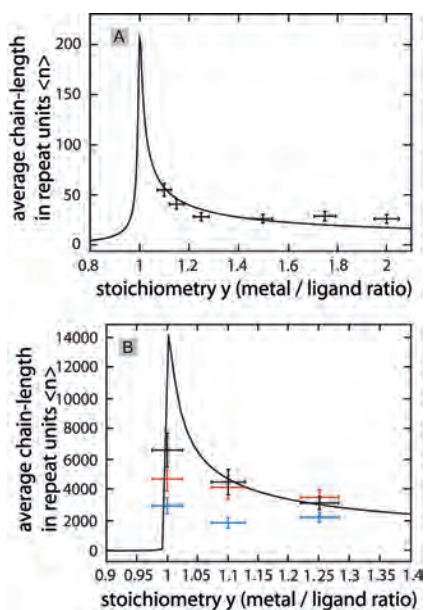 A
200
150
100
50
0
average chain-length
in repeat units <n>
0.8 1 1.2 1.4 1.6 1.8 2
stoichiometry y (metal / ligand ratio)
B
14000
12000
10000
8000
6000
4000
2000
0
average chain-length
in repeat units <n>
0.9 0.95 1 1.05 1.1 1.15 1.2 1.25 1.3 1.35 1.4
stoichiometry y (metal / ligand ratio)